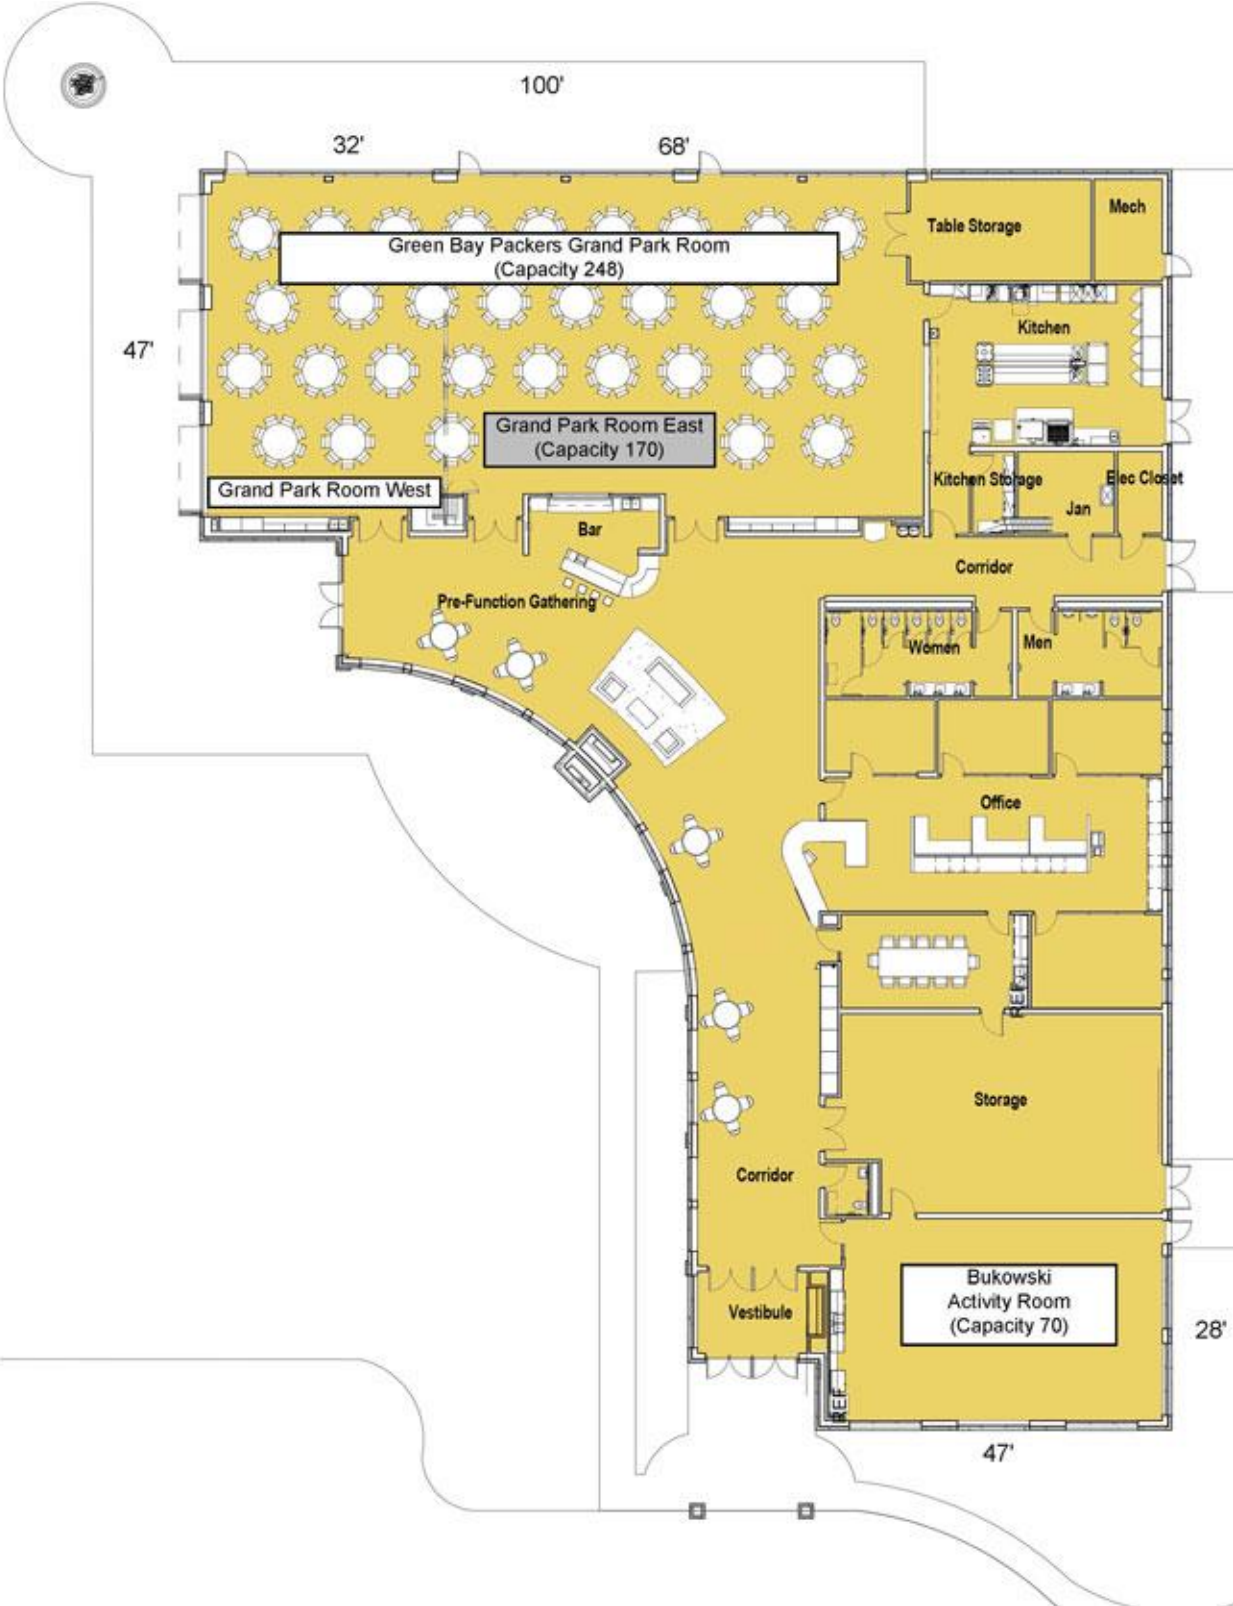 100'
32'
68'
Mech
Table Storage
Green Bay Packers Grand Park Room
(Capacity 248)
Kitchen
47'
Grand Park Room East
(Capacity 170)
Kitchen Storage
Elec Closet
Grand Park Room West
Jan
Bar
Corridor
Pre-Function Gathering
Women
Men
Office
REF
Storage
Corridor
Bukowski
Activity Room
(Capacity 70)
Vestibule
28'
REF
47'